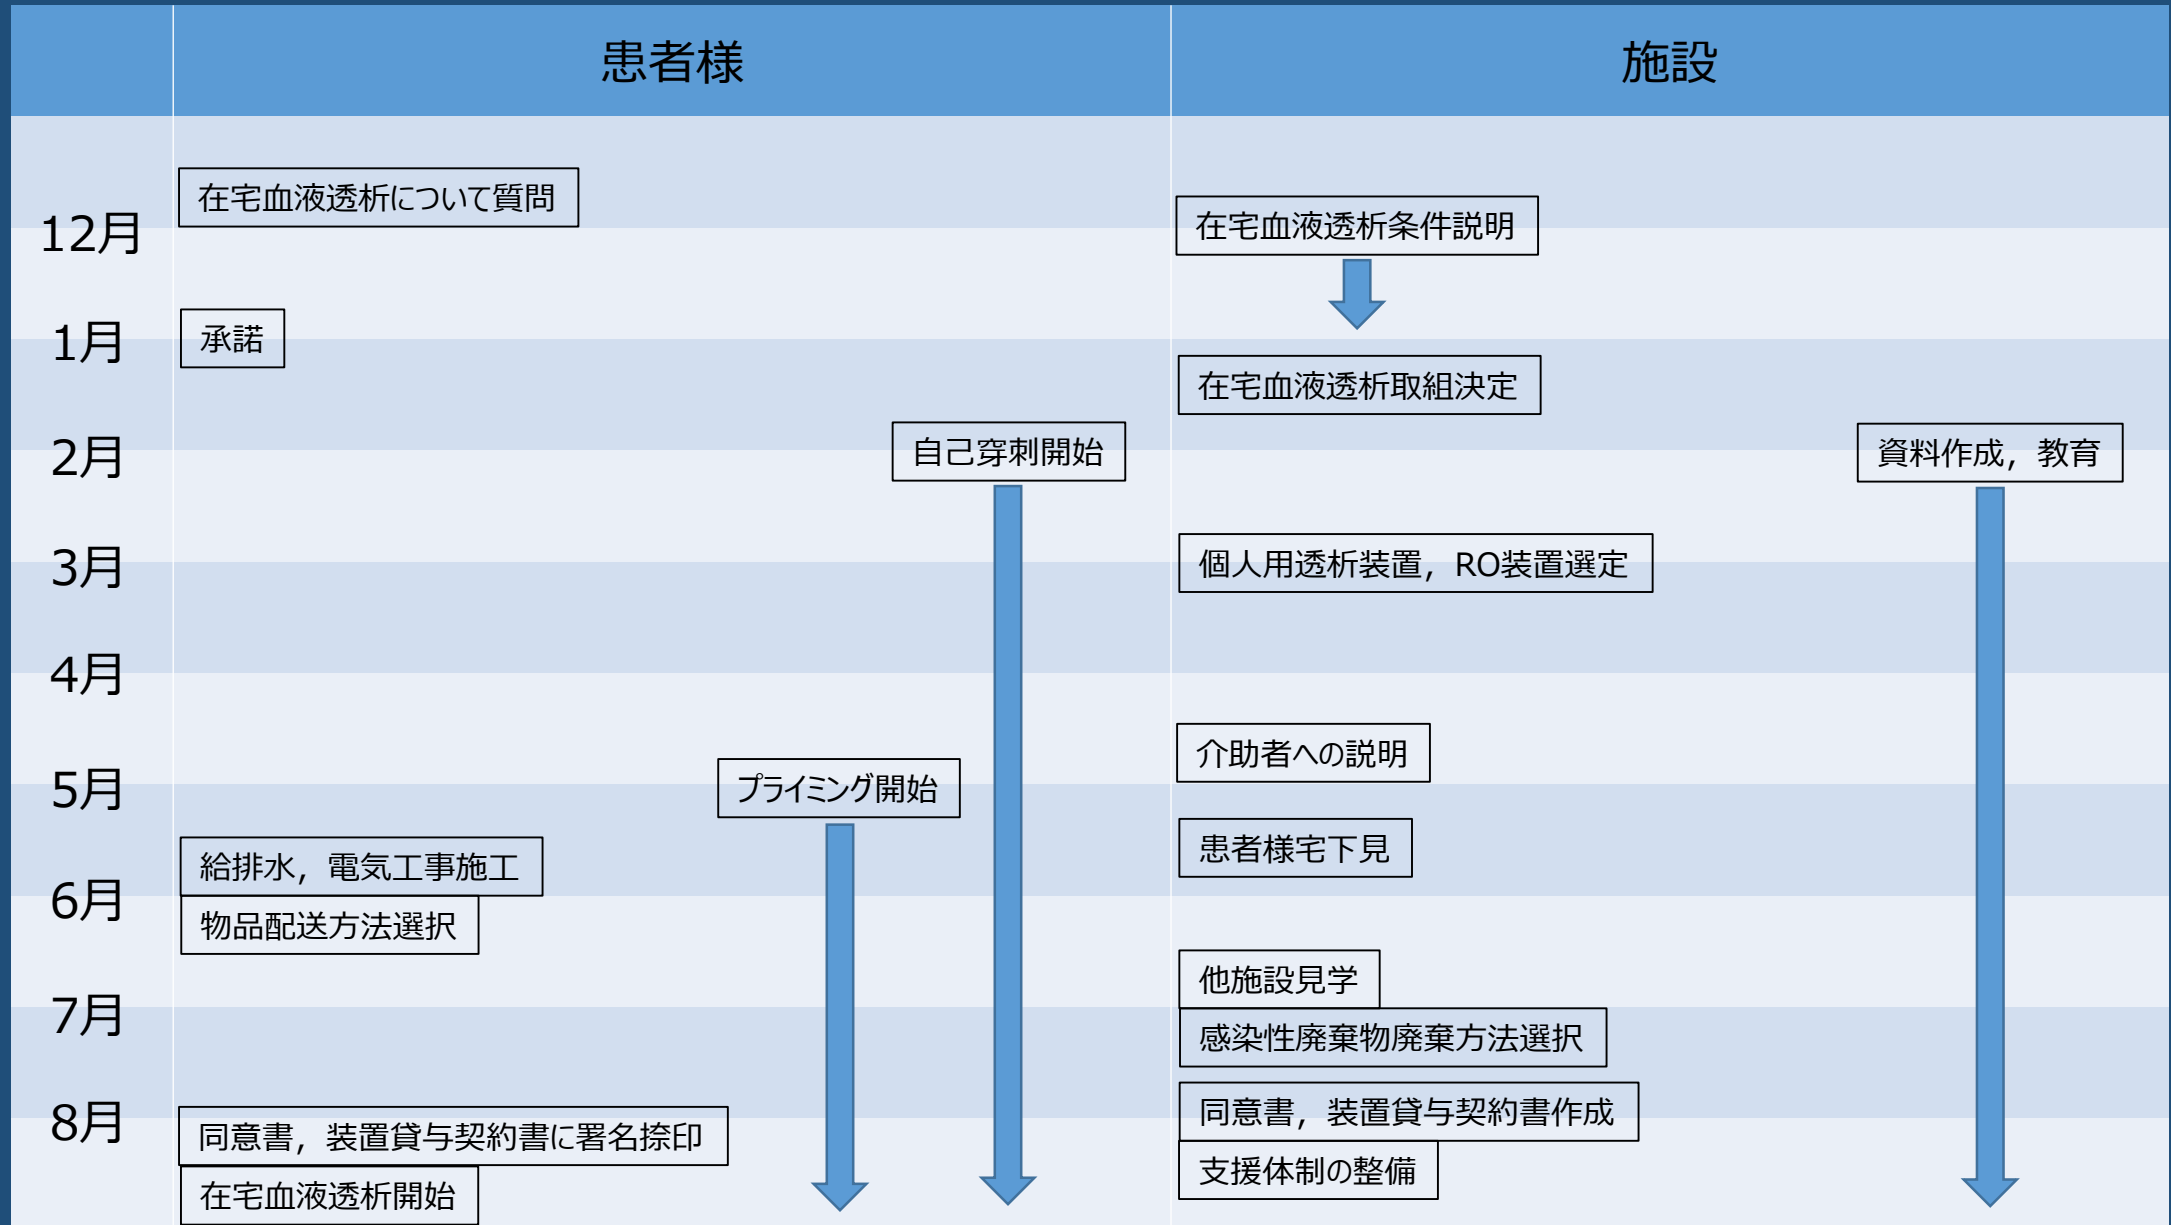 患者様
施設
12月
在宅血液透析について質問
在宅血液透析条件説明
1月
承諾
在宅血液透析取組決定
2月
自己穿刺開始
資料作成，教育
3月
個人用透析装置，RO装置選定
4月
介助者への説明
5月
プライミング開始
患者様宅下見
給排水，電気工事施工
6月
物品配送方法選択
他施設見学
7月
感染性廃棄物廃棄方法選択
8月
同意書，装置貸与契約書作成
同意書，装置貸与契約書に署名捺印
支援体制の整備
在宅血液透析開始